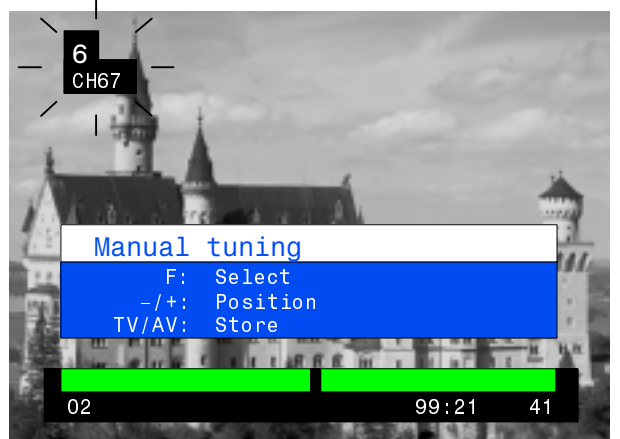 6
CH67
Manual tuning
F: Select
-/+: Position
TV/AV: Store
02 99:21 41